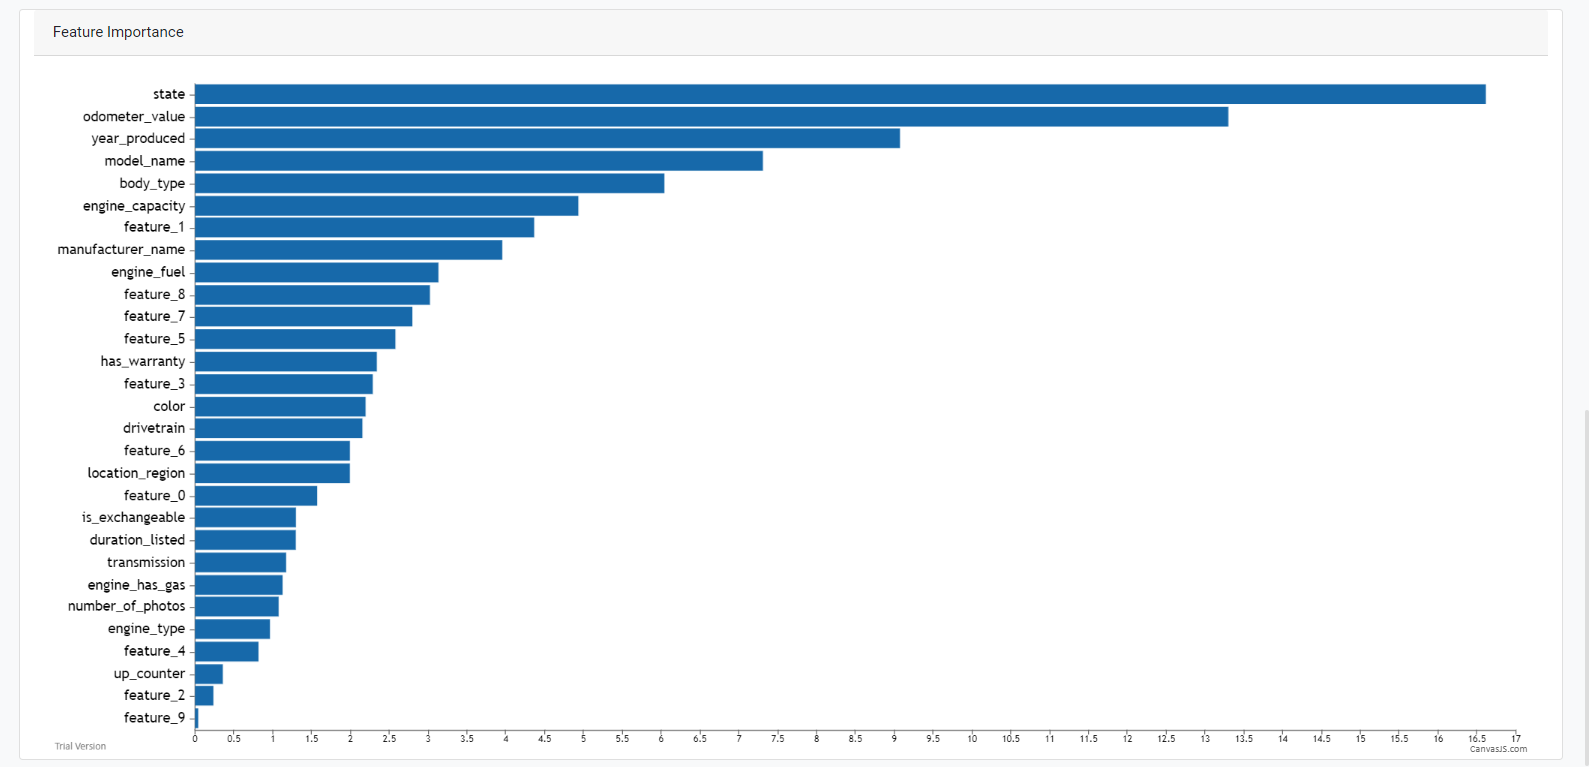 Feature Importance
state
odometer_value
year_produced
model_name
body_type
engine_capacity
feature_1
manufacturer_name
engine_fuel
feature_8
feature_7
feature_5
has_warranty
feature_3
color
drivetrain
feature_6
location_region
feature_0
is_exchangeable
duration_listed
transmission
engine_has_gas
number_of_photos
engine_type
feature_4
up_counter
feature_2
feature_9
0 0.5 1 1.5 2 2.5 3 3.5 4 4.5 5 5.5 6 6.5 7 7.5 8 8.5 9 9.5 10 10.5 11 11.5 12 12.5 13 13.5 14 14.5 15 15.5 16 16.5 17
Trial Version
CanvasJS.com